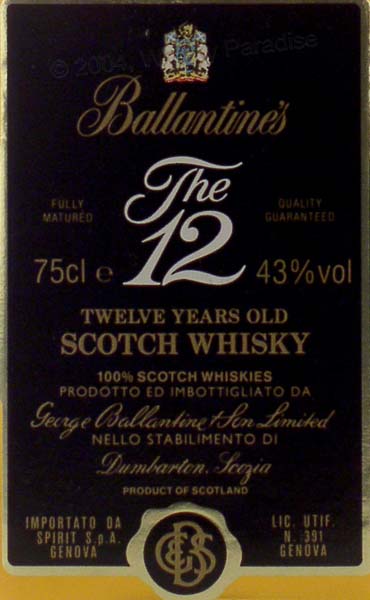 © 2004, Whisky Paradise
Ballantine's
The
12
FULLY
MATURED
QUALITY
GUARANTEED
75cl e
43% vol
TWELVE YEARS OLD
SCOTCH WHISKY
100% SCOTCH WHISKIES
PRODOTTO ED IMBOTTIGLIATO DA
George Ballantine & Son Limited
NELLO STABILIMENTO DI
Dumbarton, Scozia
PRODUCT OF SCOTLAND
IMPORTATO DA
SPIRIT S.p.A.
GENOVA
LIC. UTIF.
N. 391
GENOVA
GBS